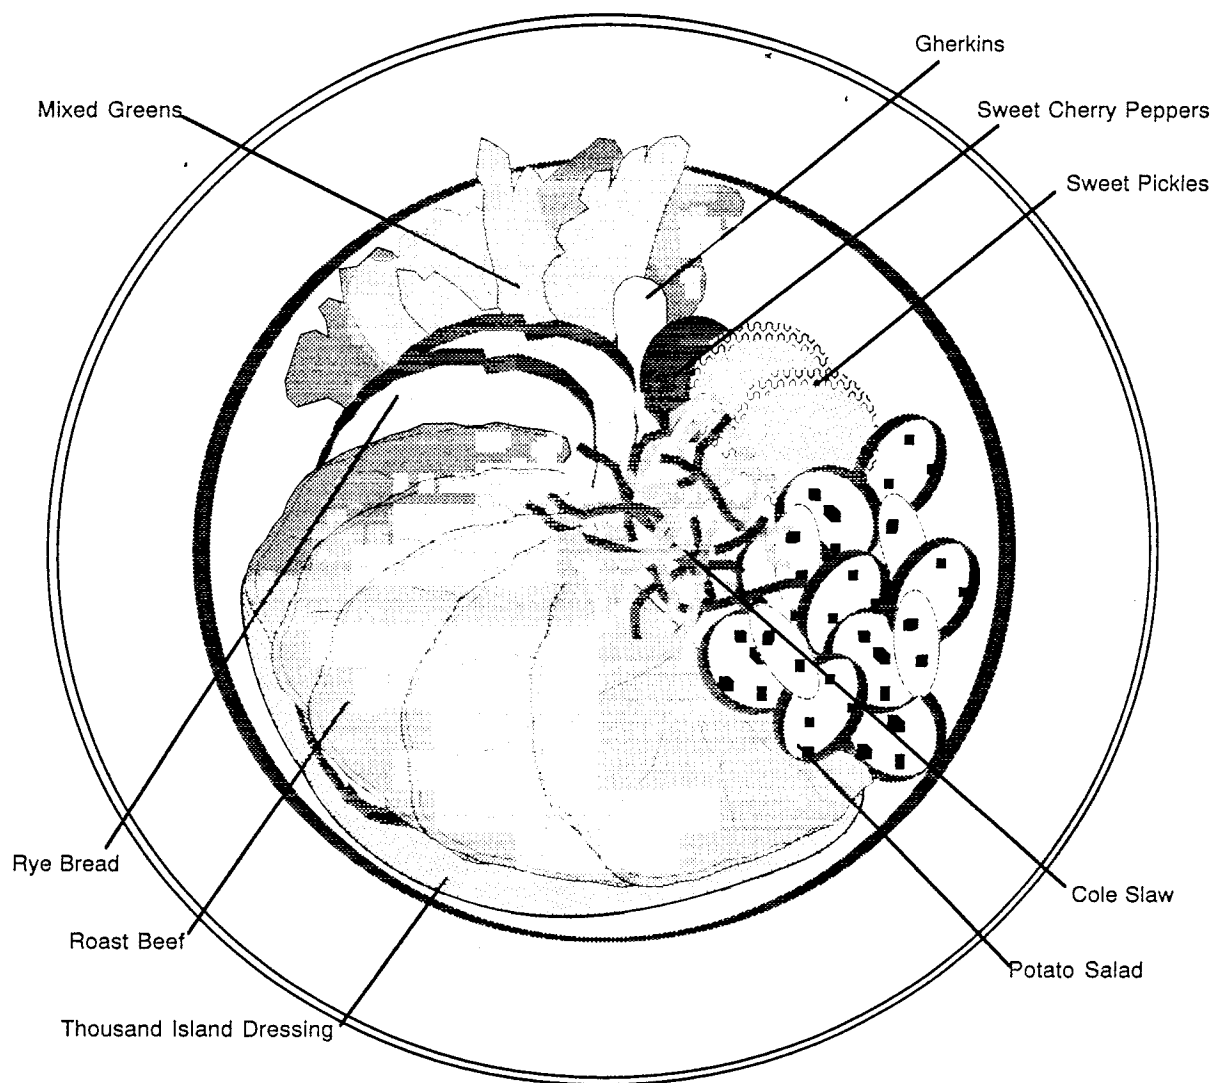 Gherkins
Mixed Greens
Sweet Cherry Peppers
Sweet Pickles
Rye Bread
Cole Slaw
Roast Beef
Potato Salad
Thousand Island Dressing